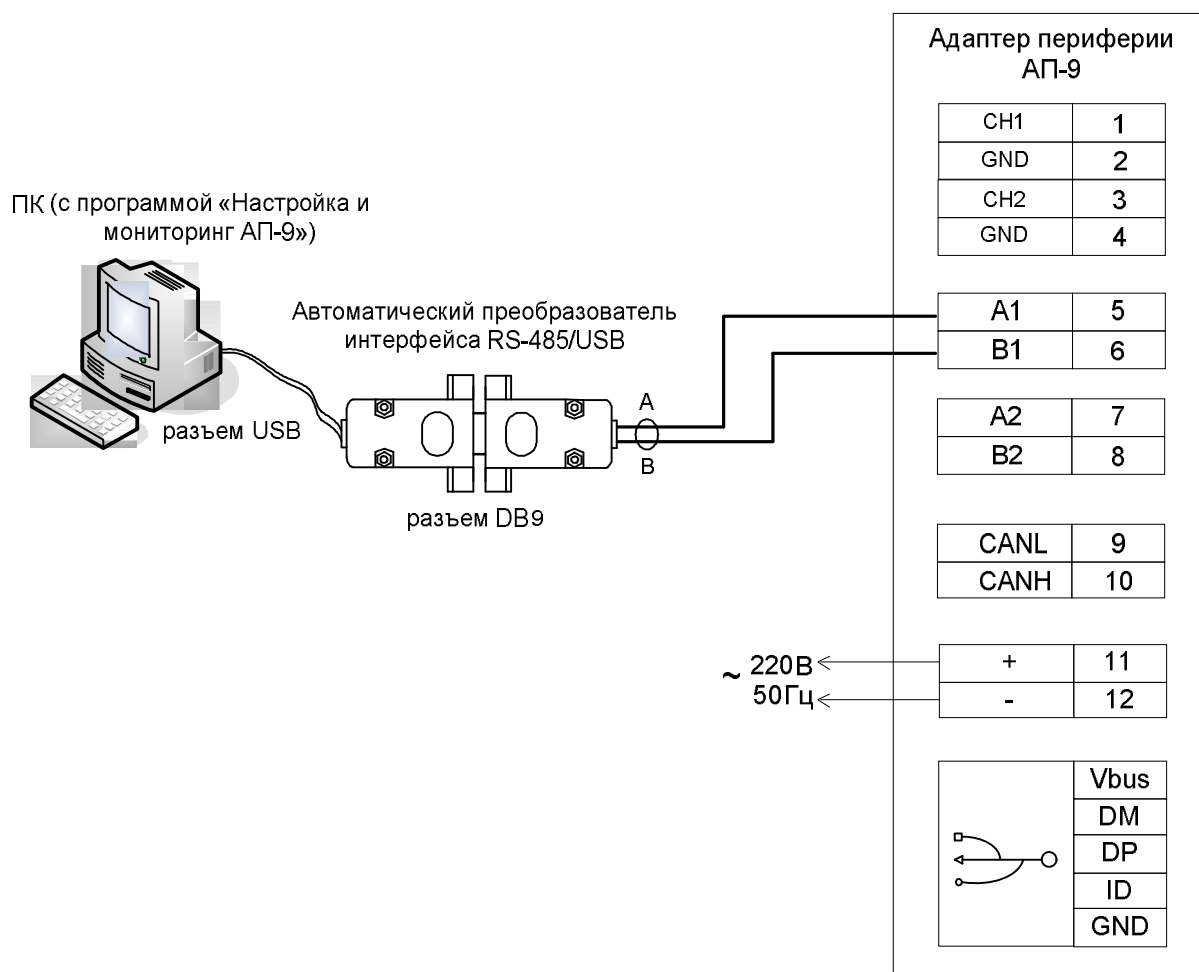 Адаптер периферии
АП-9
CH1 1
GND 2
CH2 3
GND 4
ПК (с программой «Настройка и
мониторинг АП-9»)
Автоматический преобразователь
интерфейса RS-485/USB
A1 5
B1 6
A
B
разъем USB
разъем DB9
A2 7
B2 8
CANL 9
CANH 10
~ 220В
50Гц
+ 11
- 12
Vbus
DM
DP
ID
GND